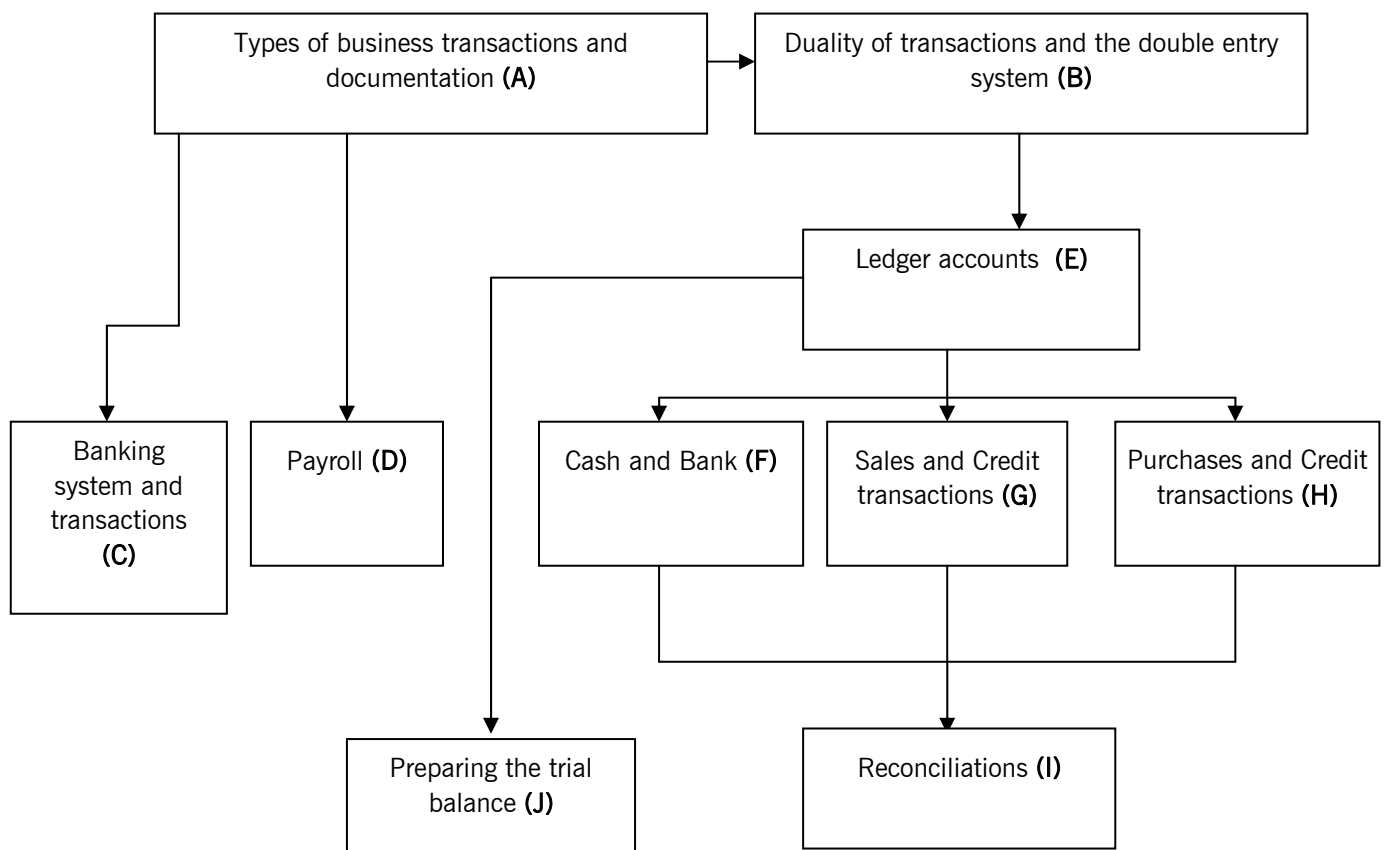 Types of business transactions and
documentation (A)
Duality of transactions and the double entry
system (B)
Ledger accounts (E)
Banking
system and
transactions
(C)
Payroll (D)
Cash and Bank (F)
Sales and Credit
transactions (G)
Purchases and Credit
transactions (H)
Preparing the trial
balance (J)
Reconciliations (I)